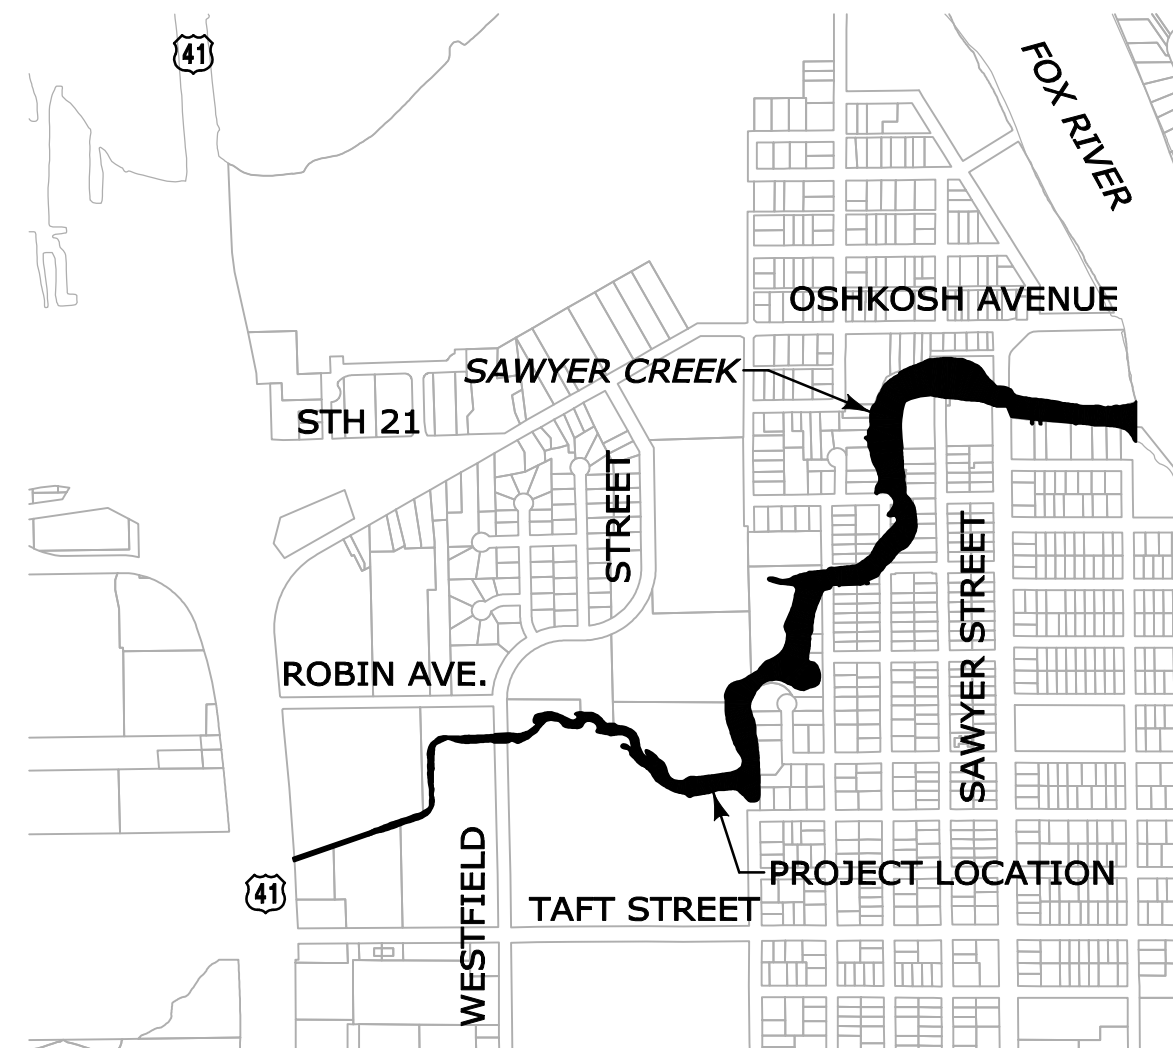 41
FOX RIVER
OSHKOSH AVENUE
SAWYER CREEK
STH 21
STREET
SAWYER STREET
ROBIN AVE.
WESTFIELD
PROJECT LOCATION
41
TAFT STREET